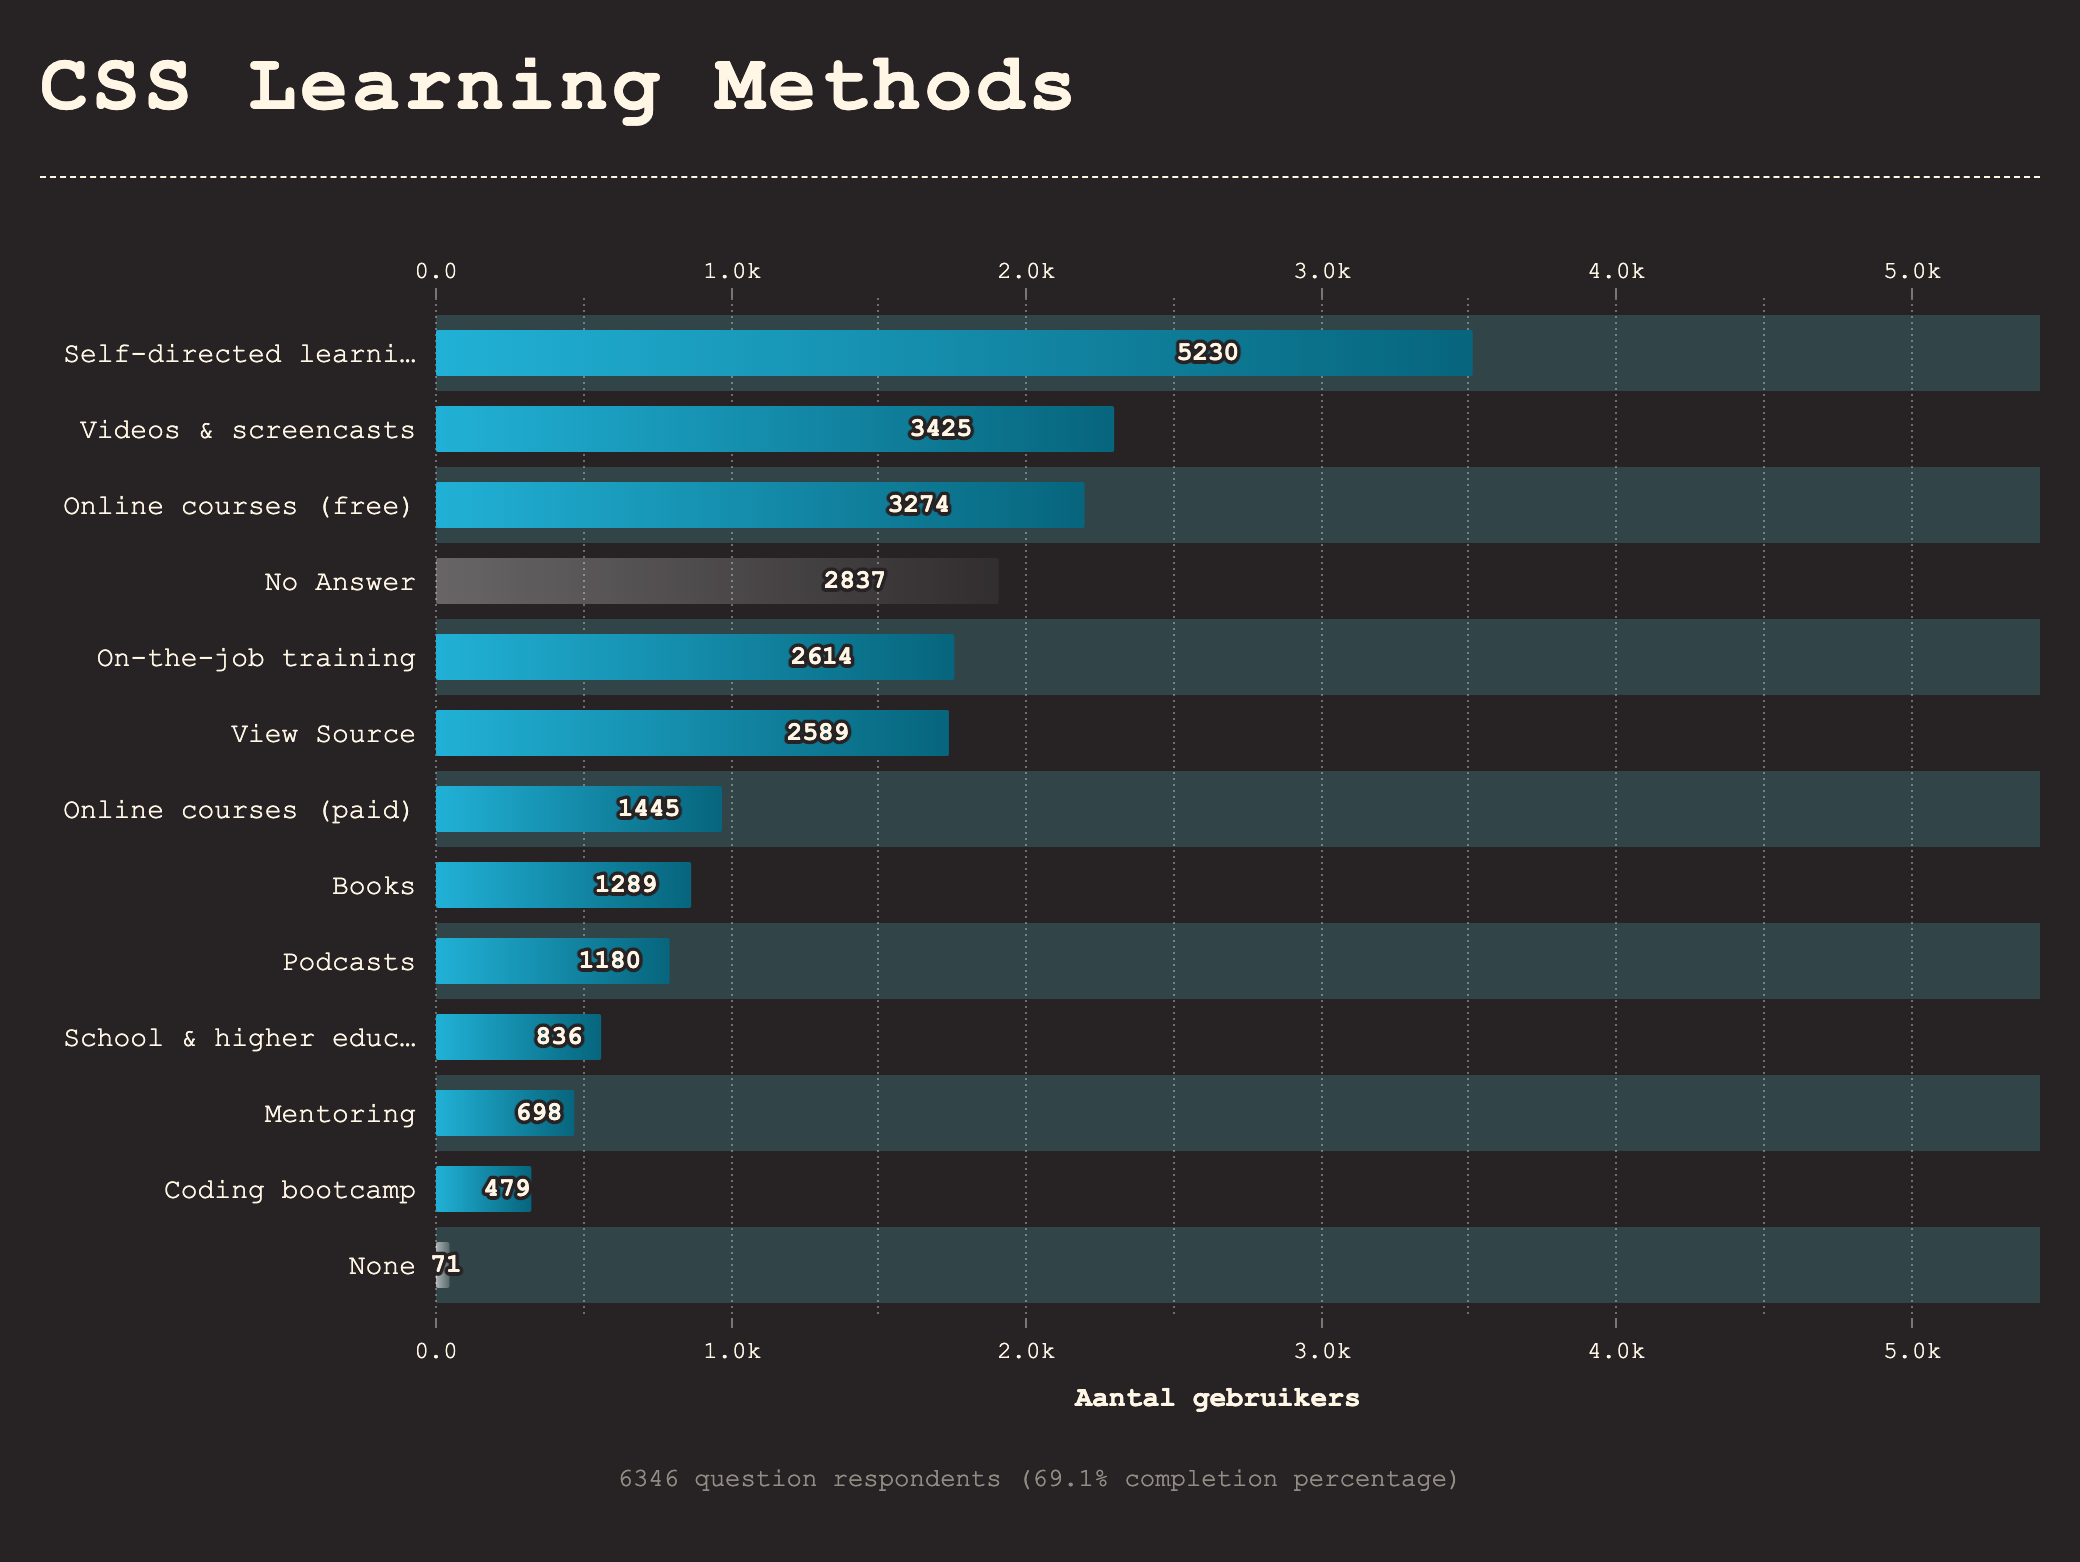 CSS Learning Methods
0.0 1.0k 2.0k 3.0k 4.0k 5.0k
Self-directed learni… 5230
Videos & screencasts 3425
Online courses (free) 3274
No Answer 2837
On-the-job training 2614
View Source 2589
Online courses (paid) 1445
Books 1289
Podcasts 1180
School & higher educ… 836
Mentoring 698
Coding bootcamp 479
None 71
0.0 1.0k 2.0k 3.0k 4.0k 5.0k
Aantal gebruikers
6346 question respondents (69.1% completion percentage)